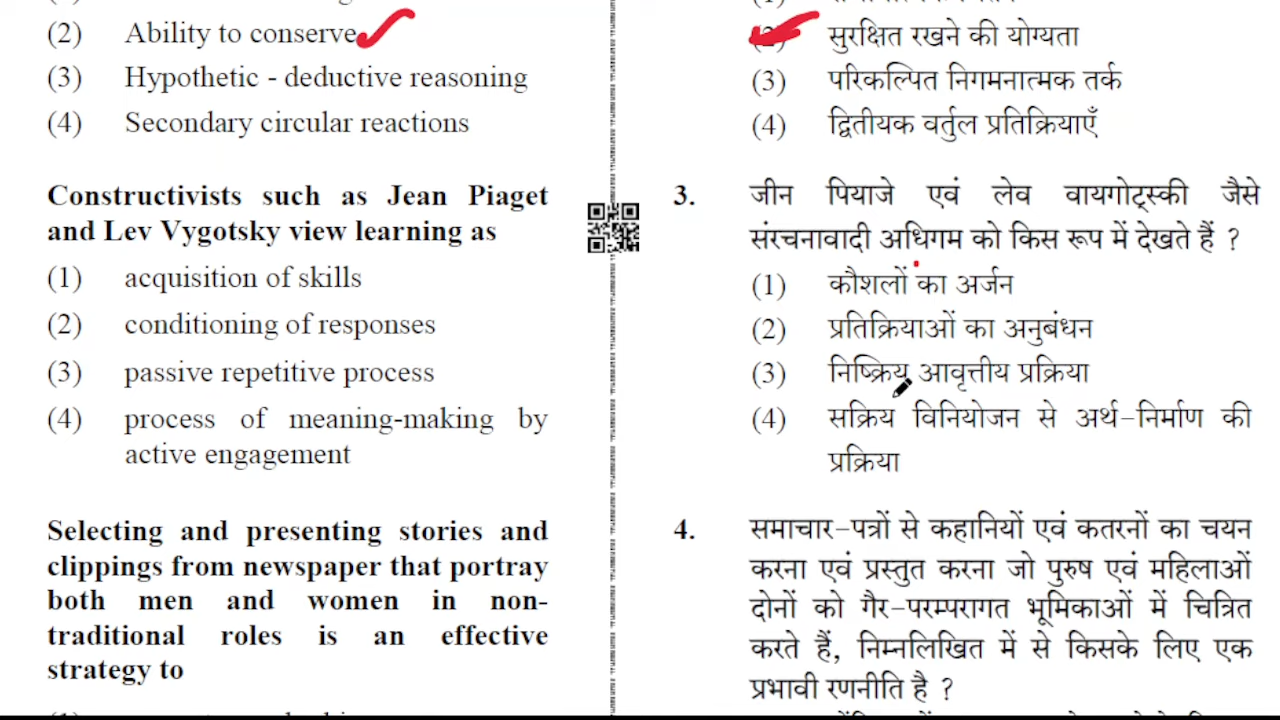 (2) Ability to conserve
(3) Hypothetic - deductive reasoning
(4) Secondary circular reactions
Constructivists such as Jean Piaget
and Lev Vygotsky view learning as
(1) acquisition of skills
(2) conditioning of responses
(3) passive repetitive process
(4) process of meaning-making by
active engagement
Selecting and presenting stories and
clippings from newspaper that portray
both men and women in non-
traditional roles is an effective
strategy to
(2) सुरक्षित रखने की योग्यता
(3) परिकल्पित निगमनात्मक तर्क
(4) द्वितीयक वर्तुल प्रतिक्रियाएँ
3. जीन पियाजे एवं लेव वायगोट्स्की जैसे
संरचनावादी अधिगम को किस रूप में देखते हैं ?
(1) कौशलों का अर्जन
(2) प्रतिक्रियाओं का अनुबंधन
(3) निष्क्रिय आवृत्तीय प्रक्रिया
(4) सक्रिय विनियोजन से अर्थ-निर्माण की
प्रक्रिया
4. समाचार-पत्रों से कहानियों एवं कतरनों का चयन
करना एवं प्रस्तुत करना जो पुरुष एवं महिलाओं
दोनों को गैर-परम्परागत भूमिकाओं में चित्रित
करते हैं, निम्नलिखित में से किसके लिए एक
प्रभावी रणनीति है ?